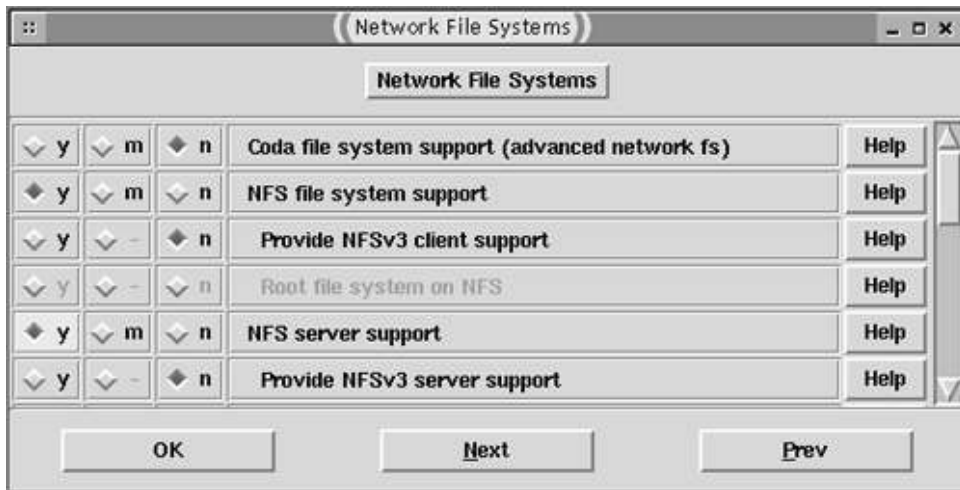 Network File Systems
Network File Systems
y m n Coda file system support (advanced network fs) Help
y m n NFS file system support Help
y - n Provide NFSv3 client support Help
y - n Root file system on NFS Help
y m n NFS server support Help
y - n Provide NFSv3 server support Help
OK Next Prev